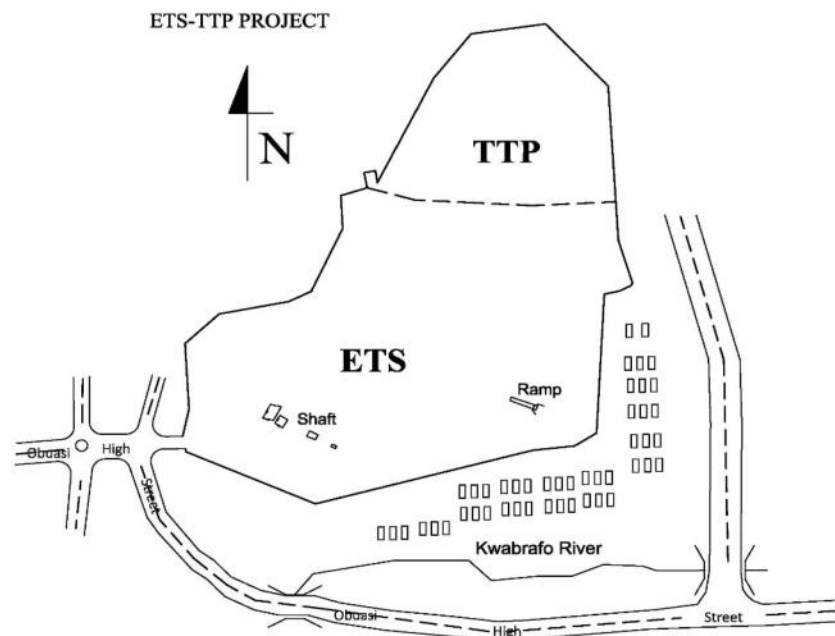 ETS-TTP PROJECT
N
TTP
ETS
Ramp
Shaft
Obuasi High Street
Kwabrafo River
Obuasi High Street